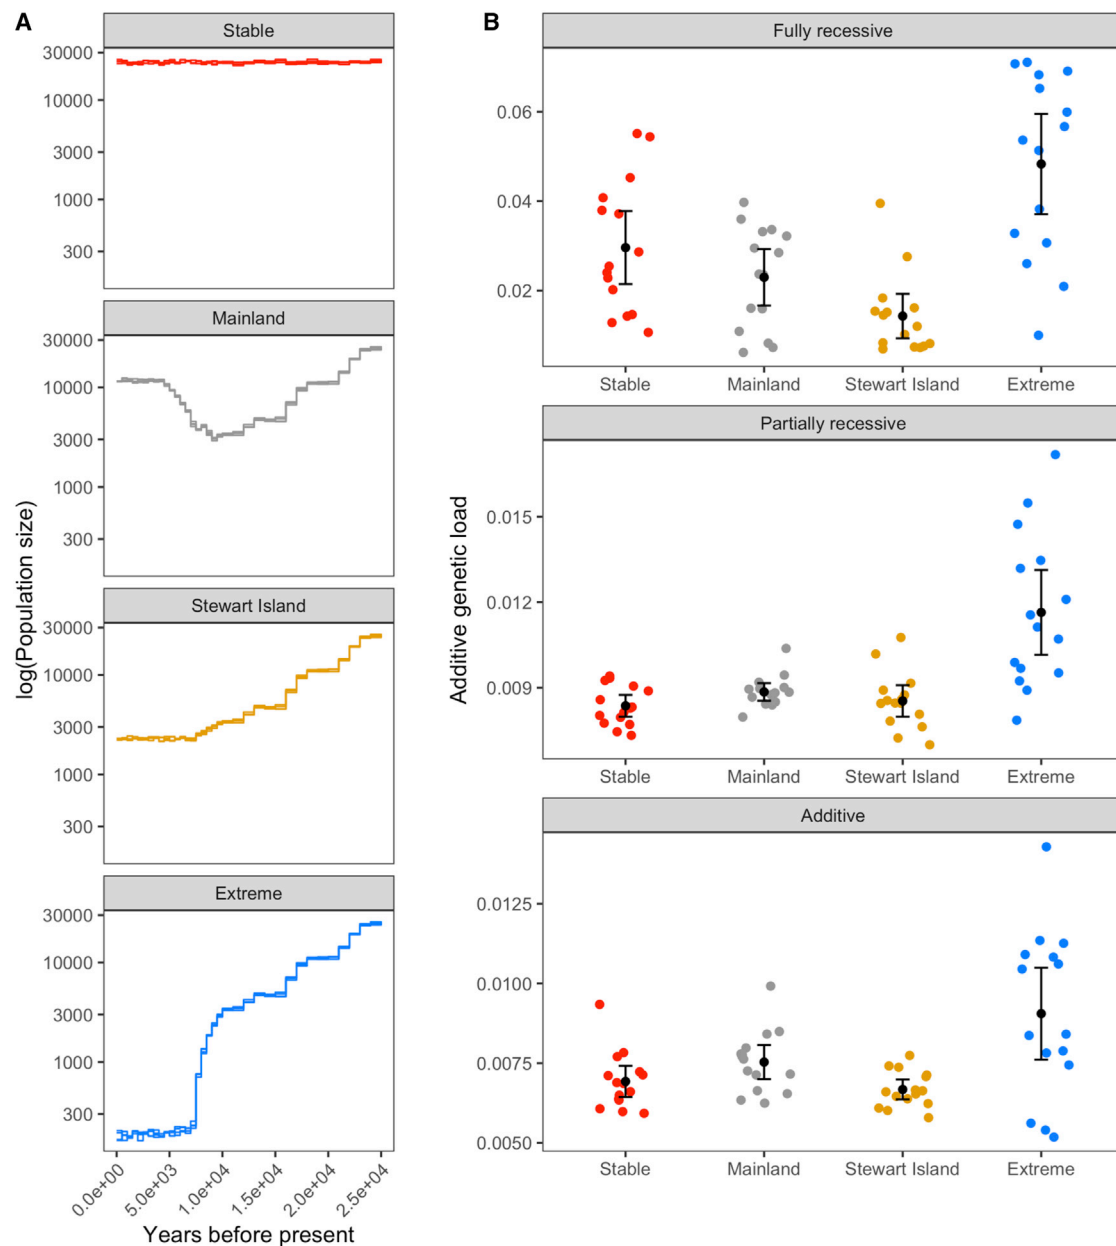 A
Stable
30000
10000
3000
1000
300
Mainland
30000
10000
3000
1000
300
Stewart Island
30000
10000
3000
1000
300
Extreme
30000
10000
3000
1000
300
0.0e+00
5.0e+03
1.0e+04
1.5e+04
2.0e+04
2.5e+04
log(Population size)
Years before present
B
Fully recessive
0.06
0.04
0.02
Stable Mainland Stewart Island Extreme
Partially recessive
0.015
0.012
0.009
Stable Mainland Stewart Island Extreme
Additive
0.0125
0.0100
0.0075
0.0050
Stable Mainland Stewart Island Extreme
Additive genetic load